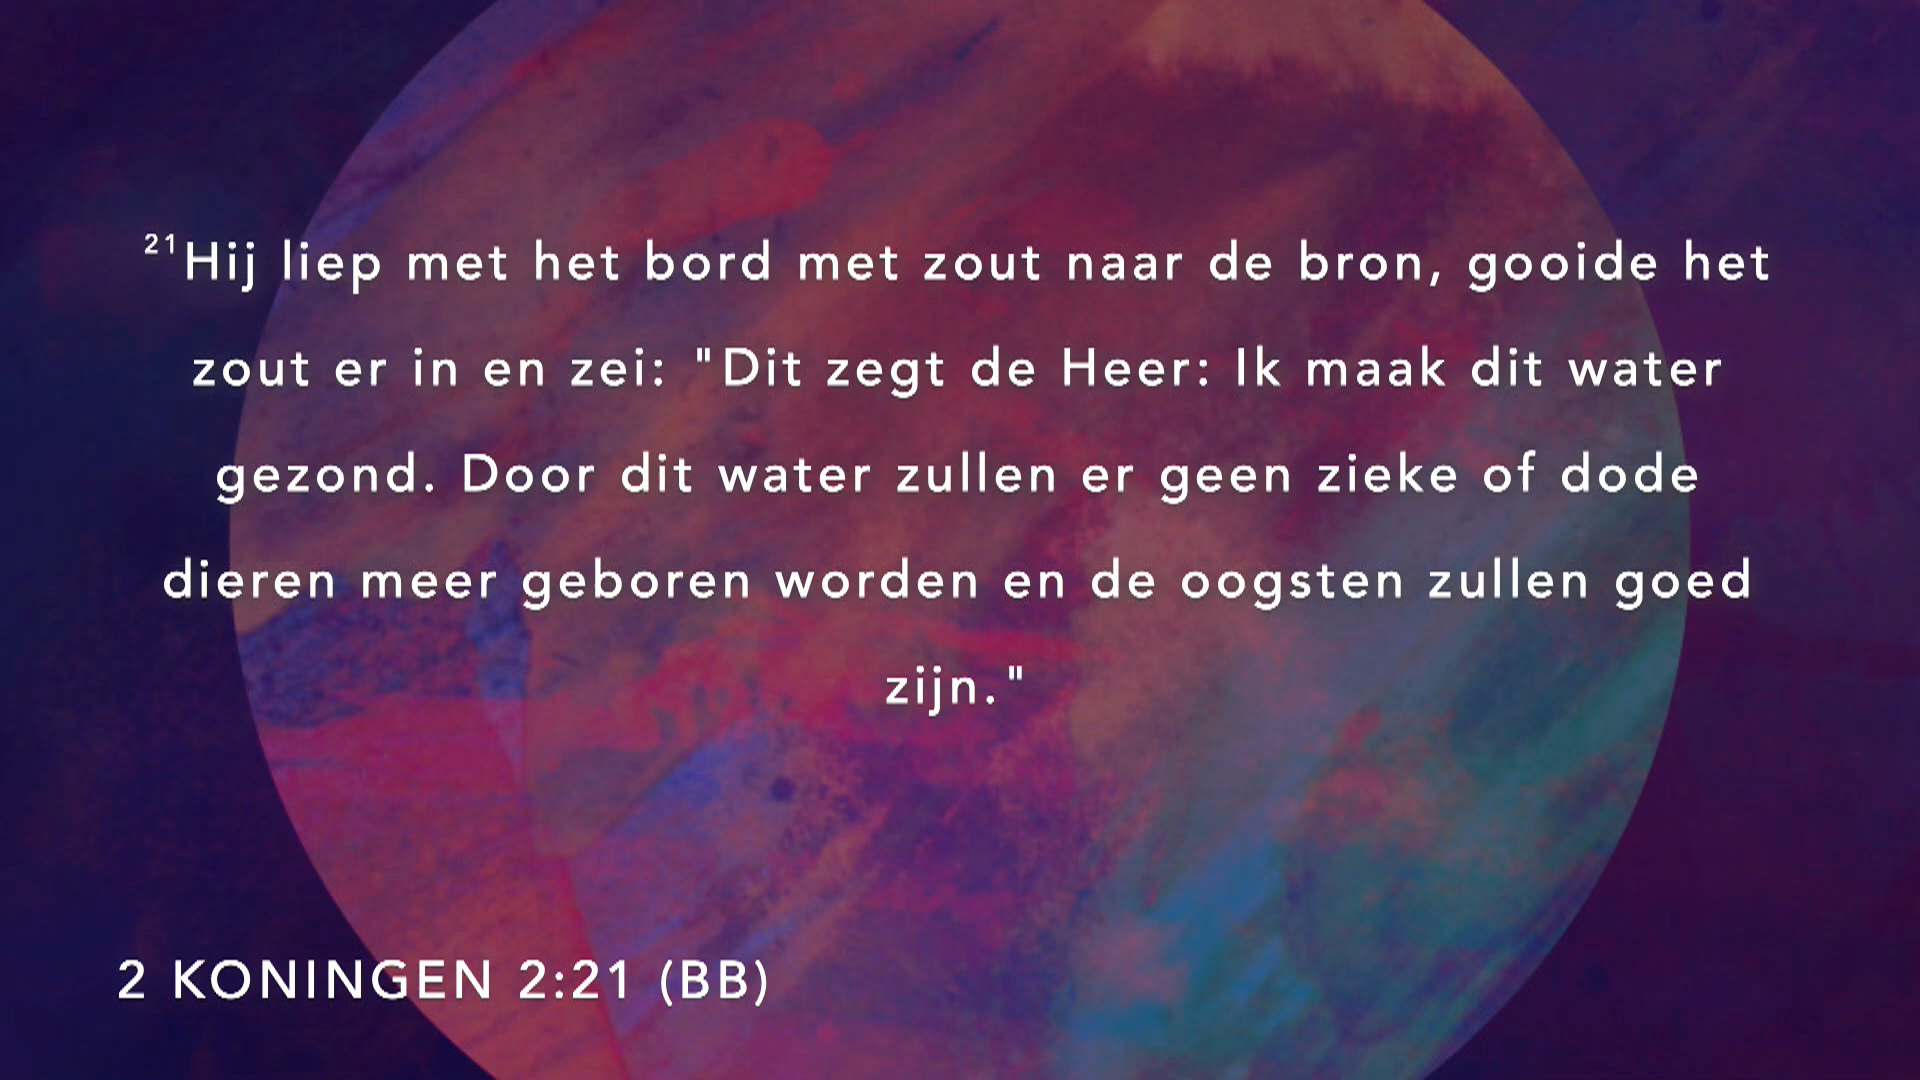 21Hij liep met het bord met zout naar de bron, gooide het
zout er in en zei: "Dit zegt de Heer: Ik maak dit water
gezond. Door dit water zullen er geen zieke of dode
dieren meer geboren worden en de oogsten zullen goed
zijn."
2 KONINGEN 2:21 (BB)